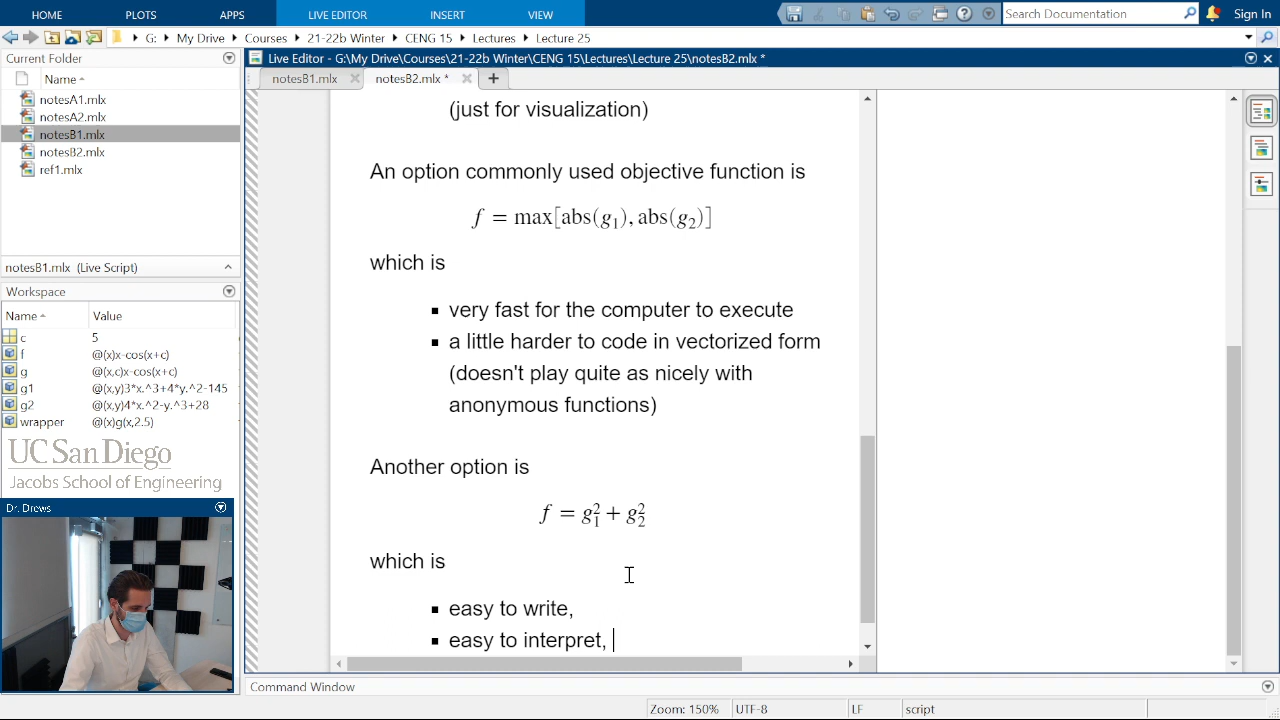 HOME PLOTS APPS LIVE EDITOR INSERT VIEW Search Documentation Sign In
G: My Drive Courses 21-22b Winter CENG 15 Lectures Lecture 25
Current Folder
Live Editor - G:\My Drive\Courses\21-22b Winter\CENG 15\Lectures\Lecture 25\notesB2.mlx *
Name
notesB1.mlx notesB2.mlx * +
notesA1.mlx
notesA2.mlx
notesB1.mlx
notesB2.mlx
ref1.mlx
notesB1.mlx (Live Script)
Workspace
Name Value
c 5
f @(x)x-cos(x+c)
g @(x,c)x-cos(x+c)
g1 @(x,y)3*x.^3+4*y.^2-145
g2 @(x,y)4*x.^2-y.^3+28
wrapper @(x)g(x,2.5)
UC San Diego
Jacobs School of Engineering
Dr. Drews
(just for visualization)
An option commonly used objective function is
f = max[abs(g₁), abs(g₂)]
which is
▪ very fast for the computer to execute
▪ a little harder to code in vectorized form
(doesn't play quite as nicely with
anonymous functions)
Another option is
f = g₁² + g₂²
which is
▪ easy to write,
▪ easy to interpret,
Command Window
Zoom: 150% UTF-8 LF script